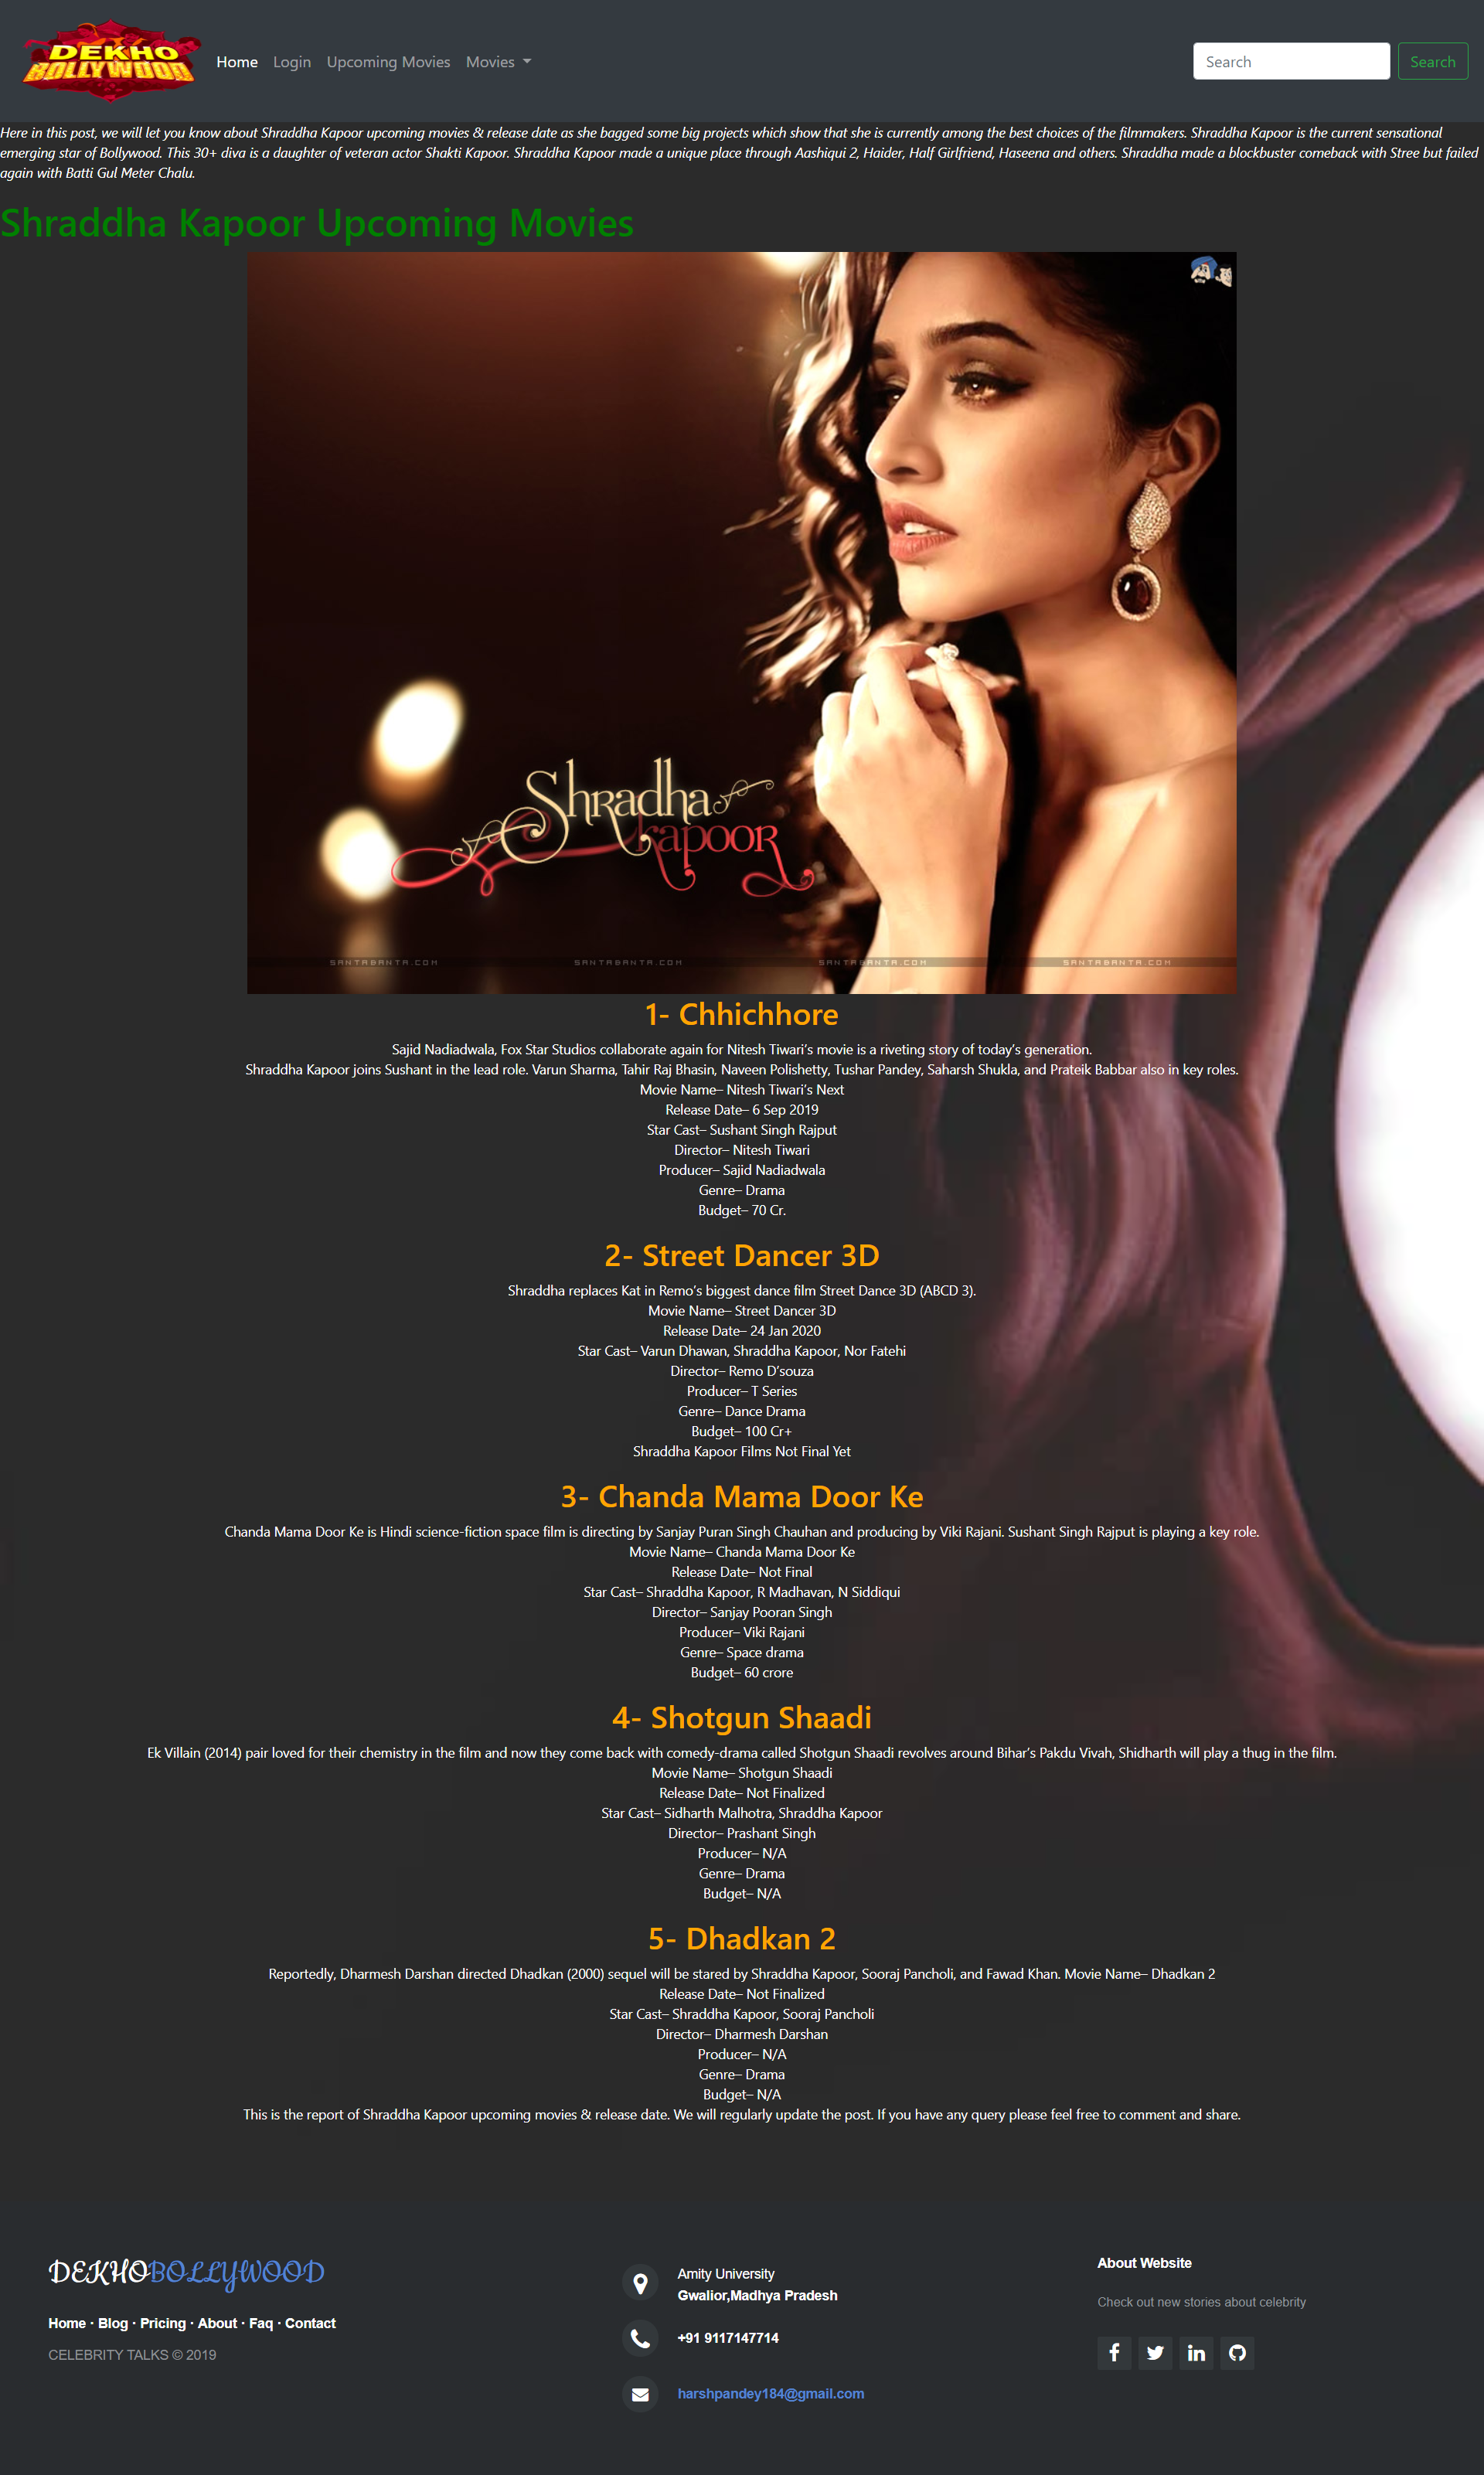 DEKHO
BOLLYWOOD
Home Login Upcoming Movies Movies
Search Search
Here in this post, we will let you know about Shraddha Kapoor upcoming movies & release date as she bagged some big projects which show that she is currently among the best choices of the filmmakers. Shraddha Kapoor is the current sensational
emerging star of Bollywood. This 30+ diva is a daughter of veteran actor Shakti Kapoor. Shraddha Kapoor made a unique place through Aashiqui 2, Haider, Half Girlfriend, Haseena and others. Shraddha made a blockbuster comeback with Stree but failed
again with Batti Gul Meter Chalu.
Shraddha Kapoor Upcoming Movies
Shradha
kapoor
SANTABANTA.COM SANTABANTA.COM SANTABANTA.COM SANTABANTA.COM
1- Chhichhore
Sajid Nadiadwala, Fox Star Studios collaborate again for Nitesh Tiwari’s movie is a riveting story of today’s generation.
Shraddha Kapoor joins Sushant in the lead role. Varun Sharma, Tahir Raj Bhasin, Naveen Polishetty, Tushar Pandey, Saharsh Shukla, and Prateik Babbar also in key roles.
Movie Name– Nitesh Tiwari’s Next
Release Date– 6 Sep 2019
Star Cast– Sushant Singh Rajput
Director– Nitesh Tiwari
Producer– Sajid Nadiadwala
Genre– Drama
Budget– 70 Cr.
2- Street Dancer 3D
Shraddha replaces Kat in Remo’s biggest dance film Street Dance 3D (ABCD 3).
Movie Name– Street Dancer 3D
Release Date– 24 Jan 2020
Star Cast– Varun Dhawan, Shraddha Kapoor, Nor Fatehi
Director– Remo D’souza
Producer– T Series
Genre– Dance Drama
Budget– 100 Cr+
Shraddha Kapoor Films Not Final Yet
3- Chanda Mama Door Ke
Chanda Mama Door Ke is Hindi science-fiction space film is directing by Sanjay Puran Singh Chauhan and producing by Viki Rajani. Sushant Singh Rajput is playing a key role.
Movie Name– Chanda Mama Door Ke
Release Date– Not Final
Star Cast– Shraddha Kapoor, R Madhavan, N Siddiqui
Director– Sanjay Pooran Singh
Producer– Viki Rajani
Genre– Space drama
Budget– 60 crore
4- Shotgun Shaadi
Ek Villain (2014) pair loved for their chemistry in the film and now they come back with comedy-drama called Shotgun Shaadi revolves around Bihar’s Pakdu Vivah, Shidharth will play a thug in the film.
Movie Name– Shotgun Shaadi
Release Date– Not Finalized
Star Cast– Sidharth Malhotra, Shraddha Kapoor
Director– Prashant Singh
Producer– N/A
Genre– Drama
Budget– N/A
5- Dhadkan 2
Reportedly, Dharmesh Darshan directed Dhadkan (2000) sequel will be stared by Shraddha Kapoor, Sooraj Pancholi, and Fawad Khan. Movie Name– Dhadkan 2
Release Date– Not Finalized
Star Cast– Shraddha Kapoor, Sooraj Pancholi
Director– Dharmesh Darshan
Producer– N/A
Genre– Drama
Budget– N/A
This is the report of Shraddha Kapoor upcoming movies & release date. We will regularly update the post. If you have any query please feel free to comment and share.
DEKHOBOLLYWOOD
Home · Blog · Pricing · About · Faq · Contact
CELEBRITY TALKS © 2019
Amity University
Gwalior,Madhya Pradesh
+91 9117147714
harshpandey184@gmail.com
About Website
Check out new stories about celebrity